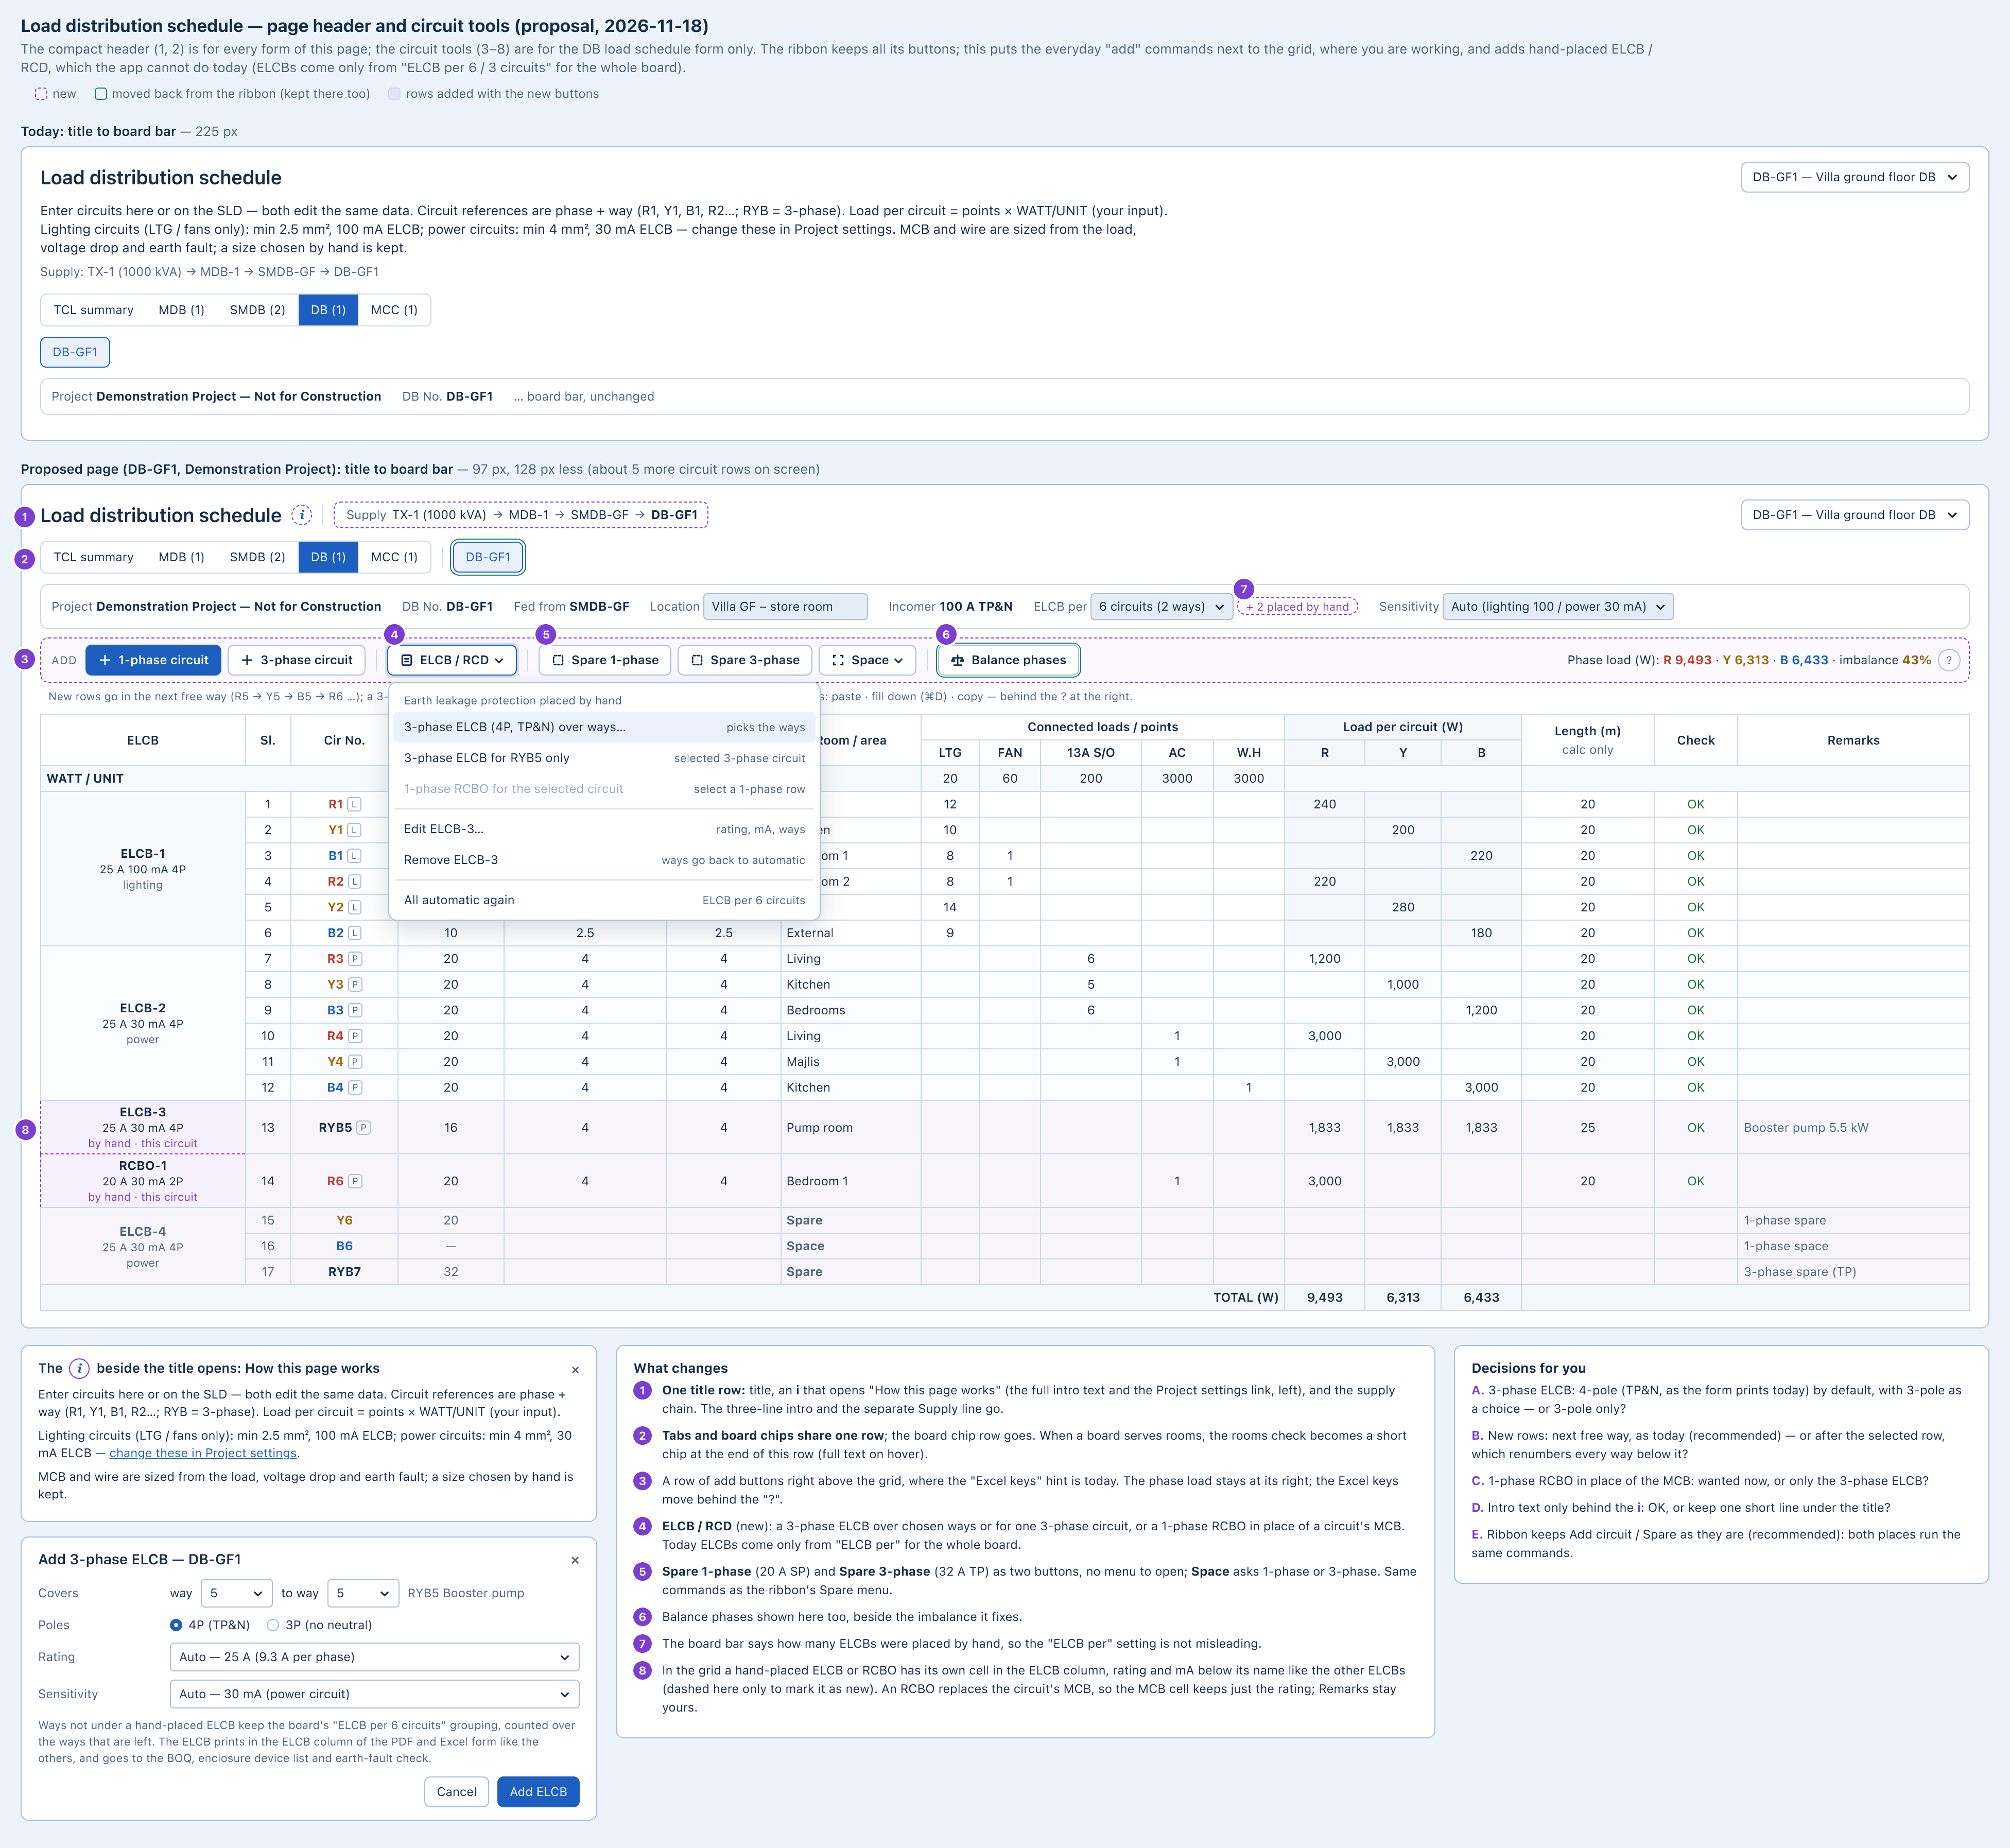 Load distribution schedule — page header and circuit tools (proposal, 2026-11-18)
The compact header (1, 2) is for every form of this page; the circuit tools (3–8) are for the DB load schedule form only. The ribbon keeps all its buttons; this puts the everyday "add" commands next to the grid, where you are working, and adds hand-placed ELCB /
RCD, which the app cannot do today (ELCBs come only from "ELCB per 6 / 3 circuits" for the whole board).
new moved back from the ribbon (kept there too) rows added with the new buttons
Today: title to board bar — 225 px
Load distribution schedule
DB-GF1 — Villa ground floor DB
Enter circuits here or on the SLD — both edit the same data. Circuit references are phase + way (R1, Y1, B1, R2…; RYB = 3-phase). Load per circuit = points × WATT/UNIT (your input).
Lighting circuits (LTG / fans only): min 2.5 mm², 100 mA ELCB; power circuits: min 4 mm², 30 mA ELCB — change these in Project settings. MCB and wire are sized from the load,
voltage drop and earth fault; a size chosen by hand is kept.
Supply: TX-1 (1000 kVA) → MDB-1 → SMDB-GF → DB-GF1
TCL summary MDB (1) SMDB (2) DB (1) MCC (1)
DB-GF1
Project Demonstration Project — Not for Construction DB No. DB-GF1 … board bar, unchanged
Proposed page (DB-GF1, Demonstration Project): title to board bar — 97 px, 128 px less (about 5 more circuit rows on screen)
1 Load distribution schedule i Supply TX-1 (1000 kVA) → MDB-1 → SMDB-GF → DB-GF1 DB-GF1 — Villa ground floor DB
2 TCL summary MDB (1) SMDB (2) DB (1) MCC (1) DB-GF1
7
Project Demonstration Project — Not for Construction DB No. DB-GF1 Fed from SMDB-GF Location Villa GF – store room Incomer 100 A TP&N ELCB per 6 circuits (2 ways) + 2 placed by hand Sensitivity Auto (lighting 100 / power 30 mA)
4 5 6
3 ADD + 1-phase circuit + 3-phase circuit ELCB / RCD Spare 1-phase Spare 3-phase Space Balance phases Phase load (W): R 9,493 · Y 6,313 · B 6,433 · imbalance 43% ?
New rows go in the next free way (R5 → Y5 → B5 → R6 …); a 3- s: paste · fill down (⌘D) · copy — behind the ? at the right.
Earth leakage protection placed by hand
3-phase ELCB (4P, TP&N) over ways… picks the ways
3-phase ELCB for RYB5 only selected 3-phase circuit
1-phase RCBO for the selected circuit select a 1-phase row
Edit ELCB-3… rating, mA, ways
Remove ELCB-3 ways go back to automatic
All automatic again ELCB per 6 circuits
ELCB Sl. Cir No. Room / area Connected loads / points Load per circuit (W) Length (m) Check Remarks
calc only
LTG FAN 13A S/O AC W.H R Y B
WATT / UNIT 20 60 200 3000 3000
ELCB-1
25 A 100 mA 4P
lighting
1 R1 L 12 240 20 OK
2 Y1 L en 10 200 20 OK
3 B1 L om 1 8 1 220 20 OK
4 R2 L om 2 8 1 220 20 OK
5 Y2 L 14 280 20 OK
6 B2 L 10 2.5 2.5 External 9 180 20 OK
ELCB-2
25 A 30 mA 4P
power
7 R3 P 20 4 4 Living 6 1,200 20 OK
8 Y3 P 20 4 4 Kitchen 5 1,000 20 OK
9 B3 P 20 4 4 Bedrooms 6 1,200 20 OK
10 R4 P 20 4 4 Living 1 3,000 20 OK
11 Y4 P 20 4 4 Majlis 1 3,000 20 OK
12 B4 P 20 4 4 Kitchen 1 3,000 20 OK
8
ELCB-3
25 A 30 mA 4P
by hand · this circuit
13 RYB5 P 16 4 4 Pump room 1,833 1,833 1,833 25 OK Booster pump 5.5 kW
RCBO-1
20 A 30 mA 2P
by hand · this circuit
14 R6 P 20 4 4 Bedroom 1 1 3,000 20 OK
ELCB-4
25 A 30 mA 4P
power
15 Y6 20 Spare 1-phase spare
16 B6 — Space 1-phase space
17 RYB7 32 Spare 3-phase spare (TP)
TOTAL (W) 9,493 6,313 6,433
The i beside the title opens: How this page works ×
Enter circuits here or on the SLD — both edit the same data. Circuit references are phase +
way (R1, Y1, B1, R2…; RYB = 3-phase). Load per circuit = points × WATT/UNIT (your input).
Lighting circuits (LTG / fans only): min 2.5 mm², 100 mA ELCB; power circuits: min 4 mm², 30
mA ELCB — change these in Project settings.
MCB and wire are sized from the load, voltage drop and earth fault; a size chosen by hand is
kept.
Add 3-phase ELCB — DB-GF1 ×
Covers way 5 to way 5 RYB5 Booster pump
Poles 4P (TP&N) 3P (no neutral)
Rating Auto — 25 A (9.3 A per phase)
Sensitivity Auto — 30 mA (power circuit)
Ways not under a hand-placed ELCB keep the board's "ELCB per 6 circuits" grouping, counted over
the ways that are left. The ELCB prints in the ELCB column of the PDF and Excel form like the
others, and goes to the BOQ, enclosure device list and earth-fault check.
Cancel Add ELCB
What changes
1 One title row: title, an i that opens "How this page works" (the full intro text and the Project settings link, left), and the supply
chain. The three-line intro and the separate Supply line go.
2 Tabs and board chips share one row; the board chip row goes. When a board serves rooms, the rooms check becomes a short
chip at the end of this row (full text on hover).
3 A row of add buttons right above the grid, where the "Excel keys" hint is today. The phase load stays at its right; the Excel keys
move behind the "?".
4 ELCB / RCD (new): a 3-phase ELCB over chosen ways or for one 3-phase circuit, or a 1-phase RCBO in place of a circuit's MCB.
Today ELCBs come only from "ELCB per" for the whole board.
5 Spare 1-phase (20 A SP) and Spare 3-phase (32 A TP) as two buttons, no menu to open; Space asks 1-phase or 3-phase. Same
commands as the ribbon's Spare menu.
6 Balance phases shown here too, beside the imbalance it fixes.
7 The board bar says how many ELCBs were placed by hand, so the "ELCB per" setting is not misleading.
8 In the grid a hand-placed ELCB or RCBO has its own cell in the ELCB column, rating and mA below its name like the other ELCBs
(dashed here only to mark it as new). An RCBO replaces the circuit's MCB, so the MCB cell keeps just the rating; Remarks stay
yours.
Decisions for you
A. 3-phase ELCB: 4-pole (TP&N, as the form prints today) by default, with 3-pole as
a choice — or 3-pole only?
B. New rows: next free way, as today (recommended) — or after the selected row,
which renumbers every way below it?
C. 1-phase RCBO in place of the MCB: wanted now, or only the 3-phase ELCB?
D. Intro text only behind the i: OK, or keep one short line under the title?
E. Ribbon keeps Add circuit / Spare as they are (recommended): both places run the
same commands.